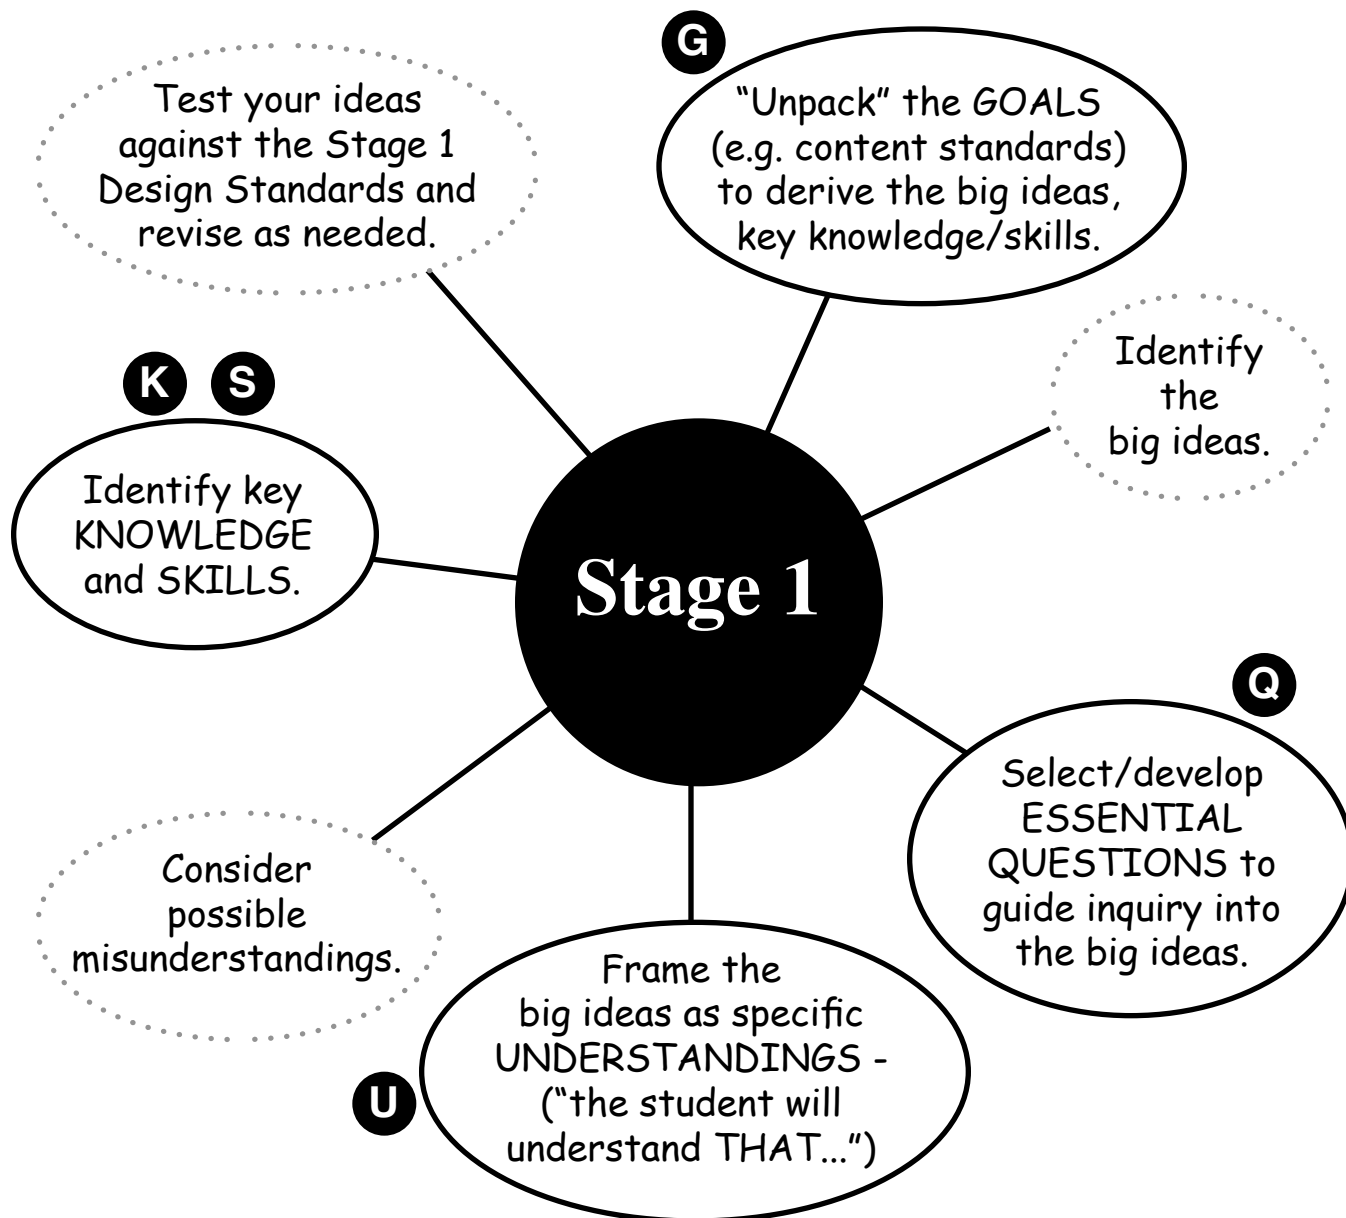 G
“Unpack” the GOALS
(e.g. content standards)
to derive the big ideas,
key knowledge/skills.
Test your ideas
against the Stage 1
Design Standards and
revise as needed.
Identify
the
big ideas.
K S
Identify key
KNOWLEDGE
and SKILLS.
Stage 1
Q
Select/develop
ESSENTIAL
QUESTIONS to
guide inquiry into
the big ideas.
Consider
possible
misunderstandings.
U
Frame the
big ideas as specific
UNDERSTANDINGS -
(“the student will
understand THAT...”)